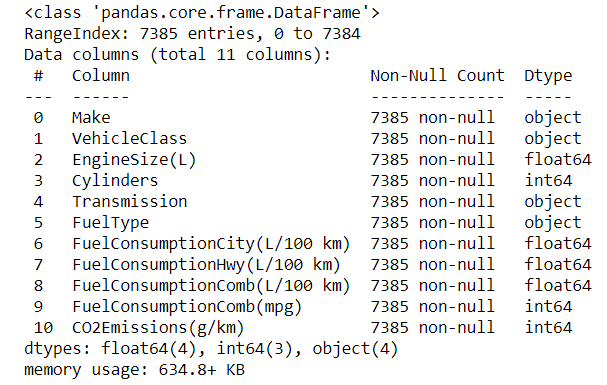 <class 'pandas.core.frame.DataFrame'>
RangeIndex: 7385 entries, 0 to 7384
Data columns (total 11 columns):
 #   Column                       Non-Null Count  Dtype
---  ------                       --------------  -----
 0   Make                         7385 non-null   object
 1   VehicleClass                 7385 non-null   object
 2   EngineSize(L)                7385 non-null   float64
 3   Cylinders                    7385 non-null   int64
 4   Transmission                 7385 non-null   object
 5   FuelType                     7385 non-null   object
 6   FuelConsumptionCity(L/100 km)  7385 non-null   float64
 7   FuelConsumptionHwy(L/100 km)  7385 non-null   float64
 8   FuelConsumptionComb(L/100 km)  7385 non-null   float64
 9   FuelConsumptionComb(mpg)     7385 non-null   int64
 10  CO2Emissions(g/km)           7385 non-null   int64
dtypes: float64(4), int64(3), object(4)
memory usage: 634.8+ KB